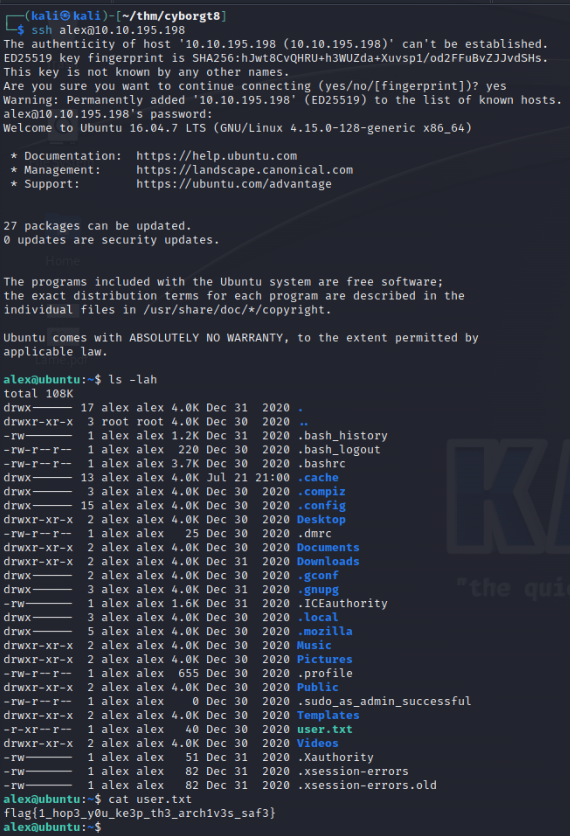 ┌──(kali㉿kali)-[~/thm/cyborgt8]
└─$ ssh alex@10.10.195.198
The authenticity of host '10.10.195.198 (10.10.195.198)' can't be established.
ED25519 key fingerprint is SHA256:hJwt8CvQHRU+h3WUZda+Xuvsp1/od2FFuBvZJJvdSHs.
This key is not known by any other names.
Are you sure you want to continue connecting (yes/no/[fingerprint])? yes
Warning: Permanently added '10.10.195.198' (ED25519) to the list of known hosts.
alex@10.10.195.198's password:
Welcome to Ubuntu 16.04.7 LTS (GNU/Linux 4.15.0-128-generic x86_64)

 * Documentation:  https://help.ubuntu.com
 * Management:     https://landscape.canonical.com
 * Support:        https://ubuntu.com/advantage


27 packages can be updated.
0 updates are security updates.


The programs included with the Ubuntu system are free software;
the exact distribution terms for each program are described in the
individual files in /usr/share/doc/*/copyright.

Ubuntu comes with ABSOLUTELY NO WARRANTY, to the extent permitted by
applicable law.

alex@ubuntu:~$ ls -lah
total 108K
drwx------ 17 alex alex 4.0K Dec 31  2020 .
drwxr-xr-x  3 root root 4.0K Dec 30  2020 ..
-rw-------  1 alex alex 1.2K Dec 31  2020 .bash_history
-rw-r--r--  1 alex alex  220 Dec 30  2020 .bash_logout
-rw-r--r--  1 alex alex 3.7K Dec 30  2020 .bashrc
drwx------ 13 alex alex 4.0K Jul 21 21:00 .cache
drwx------  3 alex alex 4.0K Dec 30  2020 .compiz
drwx------ 15 alex alex 4.0K Dec 30  2020 .config
drwxr-xr-x  2 alex alex 4.0K Dec 30  2020 Desktop
-rw-r--r--  1 alex alex   25 Dec 30  2020 .dmrc
drwxr-xr-x  2 alex alex 4.0K Dec 30  2020 Documents
drwxr-xr-x  2 alex alex 4.0K Dec 31  2020 Downloads
drwx------  2 alex alex 4.0K Dec 30  2020 .gconf
drwx------  3 alex alex 4.0K Dec 31  2020 .gnupg
-rw-------  1 alex alex 1.6K Dec 31  2020 .ICEauthority
drwx------  3 alex alex 4.0K Dec 30  2020 .local
drwx------  5 alex alex 4.0K Dec 30  2020 .mozilla
drwxr-xr-x  2 alex alex 4.0K Dec 31  2020 Music
drwxr-xr-x  2 alex alex 4.0K Dec 31  2020 Pictures
-rw-r--r--  1 alex alex  655 Dec 30  2020 .profile
drwxr-xr-x  2 alex alex 4.0K Dec 30  2020 Public
-rw-r--r--  1 alex alex    0 Dec 30  2020 .sudo_as_admin_successful
drwxr-xr-x  2 alex alex 4.0K Dec 30  2020 Templates
-r-xr--r--  1 alex alex   40 Dec 30  2020 user.txt
drwxr-xr-x  2 alex alex 4.0K Dec 30  2020 Videos
-rw-------  1 alex alex   51 Dec 31  2020 .Xauthority
-rw-------  1 alex alex   82 Dec 31  2020 .xsession-errors
-rw-------  1 alex alex   82 Dec 31  2020 .xsession-errors.old
alex@ubuntu:~$ cat user.txt
flag{1_hop3_y0u_ke3p_th3_arch1v3s_saf3}
alex@ubuntu:~$
Home
"the qui